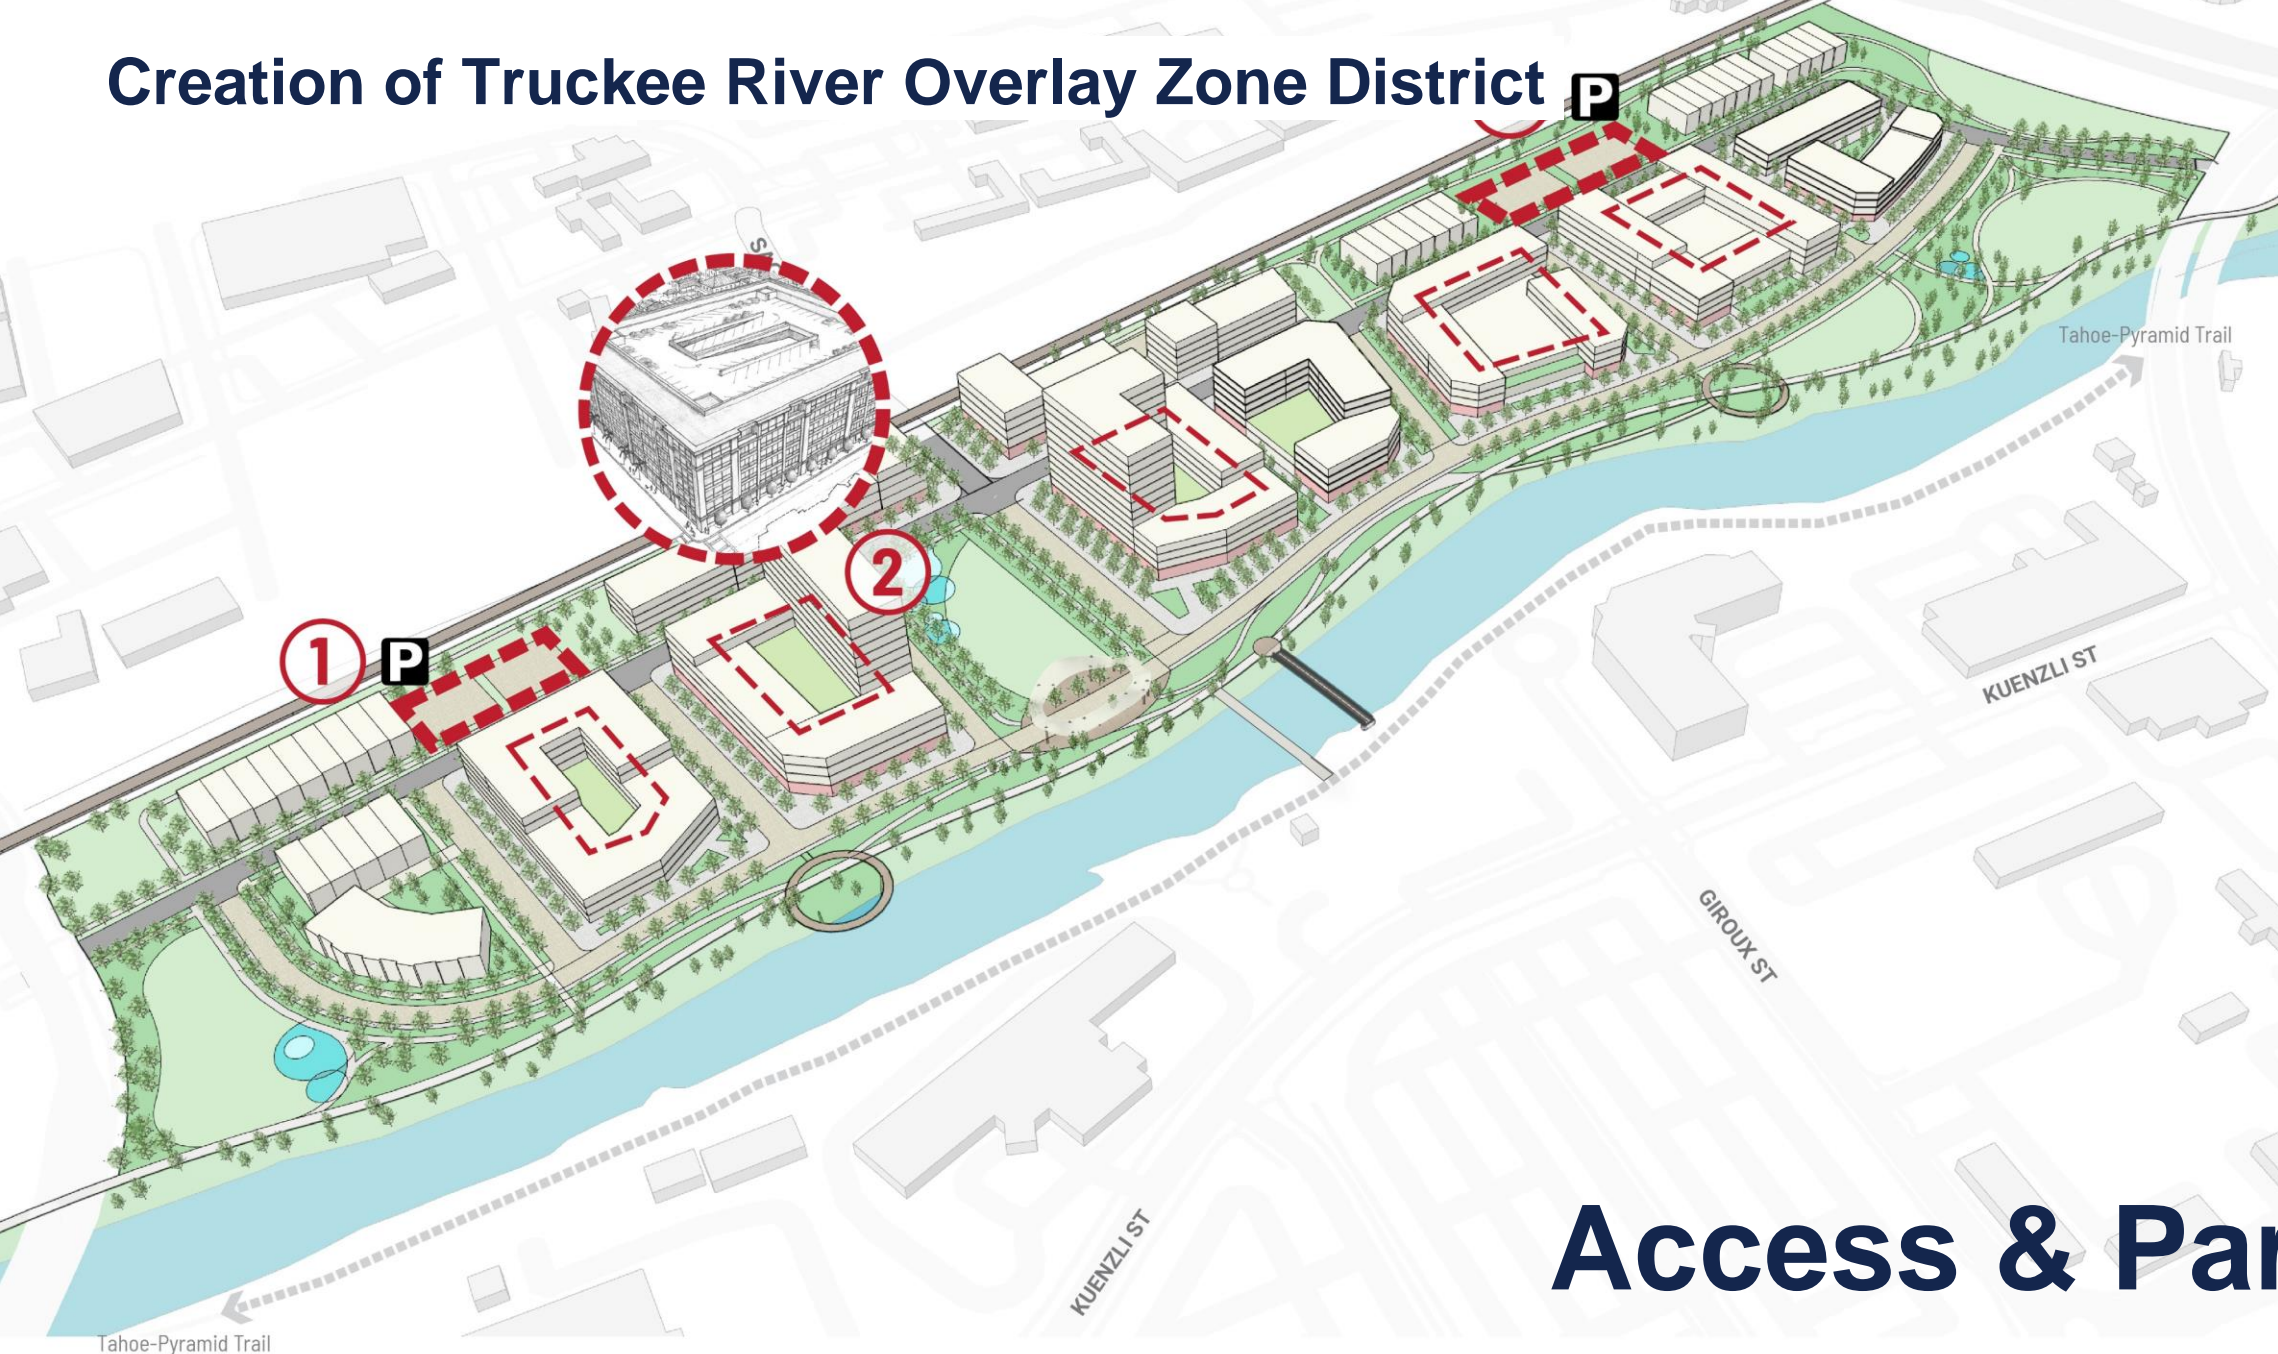 Creation of Truckee River Overlay Zone District
P
2
1
P
Tahoe-Pyramid Trail
KUENZLI ST
GIROUX ST
KUENZLI ST
Access & Par
Tahoe-Pyramid Trail